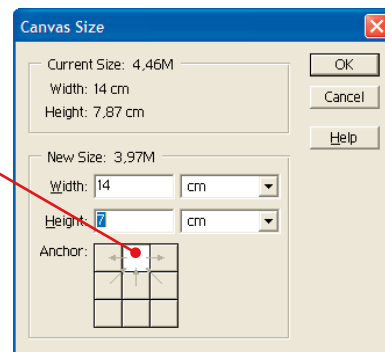 Canvas Size
Current Size: 4,46M
Width: 14 cm
Height: 7,87 cm
OK
Cancel
Help
New Size: 3,97M
Width: 14 cm
Height: 7 cm
Anchor: